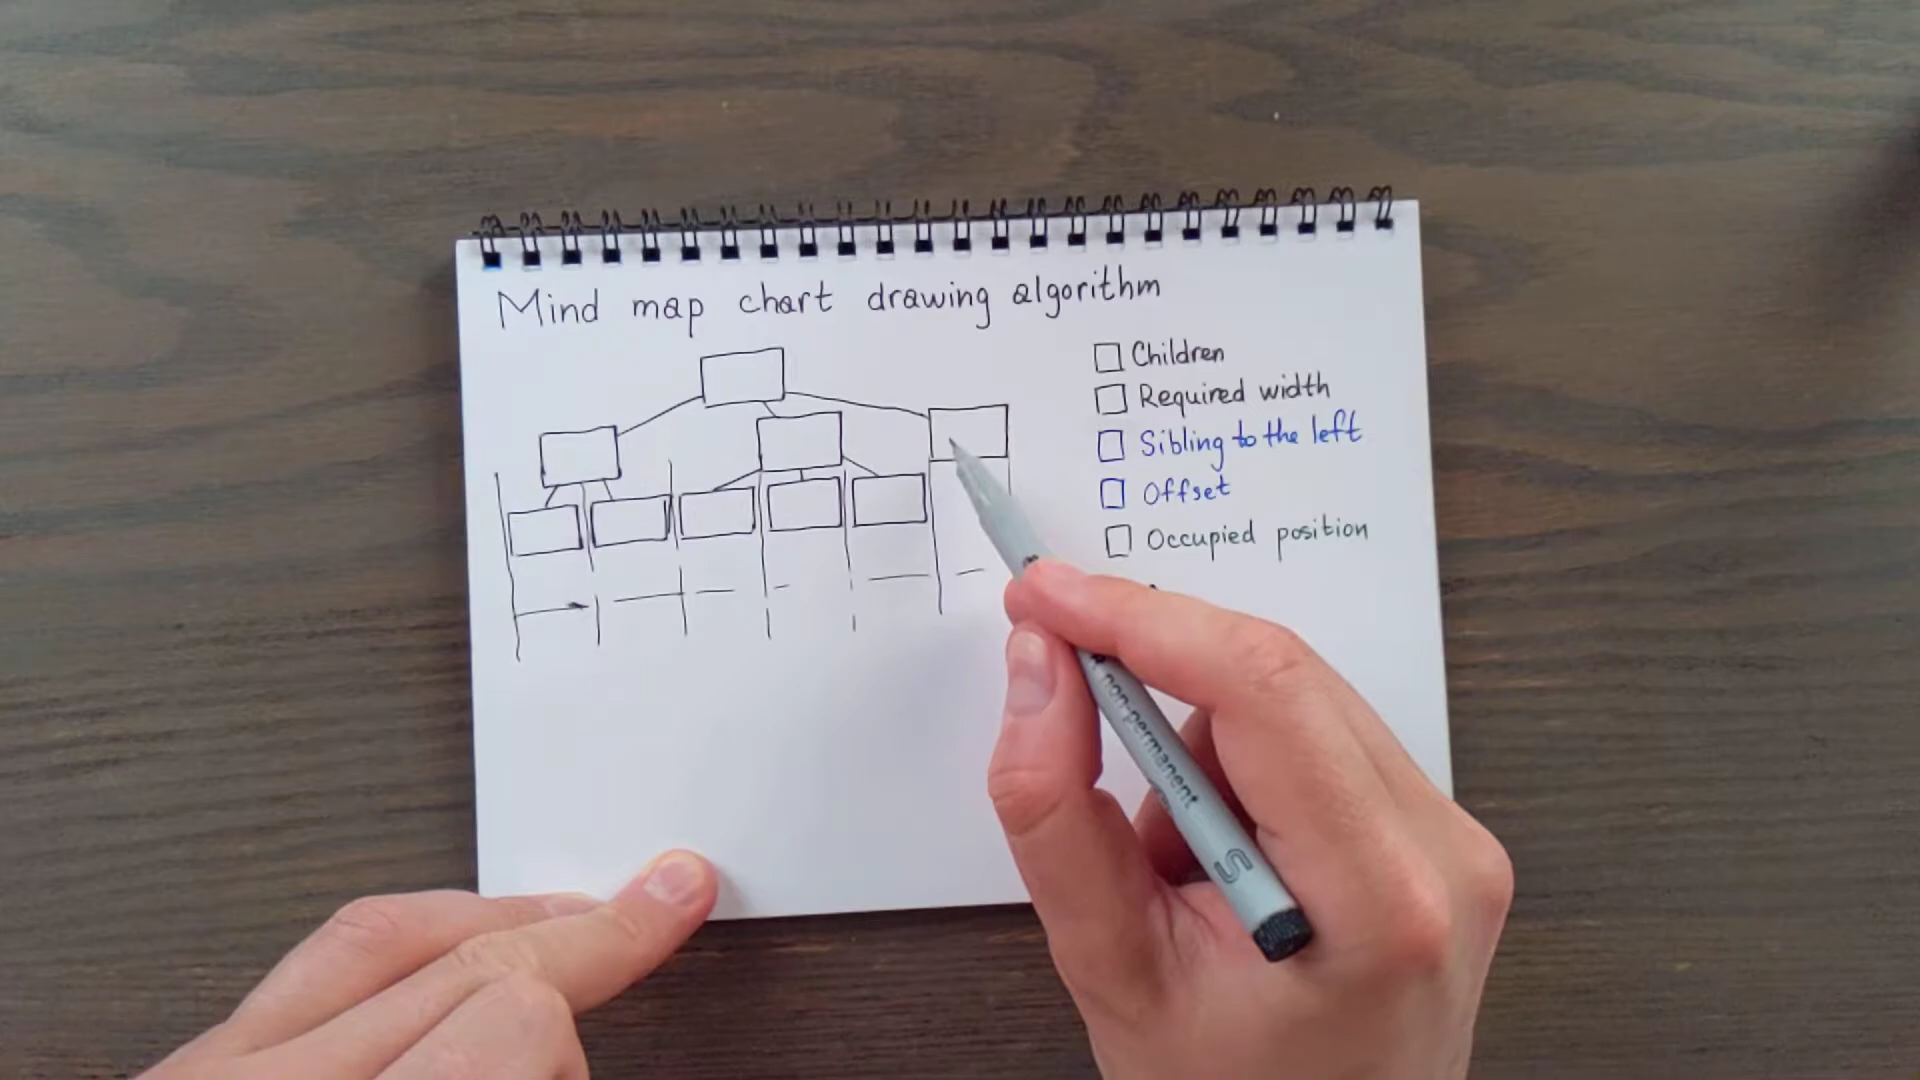 Mind map chart drawing algorithm
Children
Required width
Sibling to the left
Offset
Occupied position
non-permanent
S